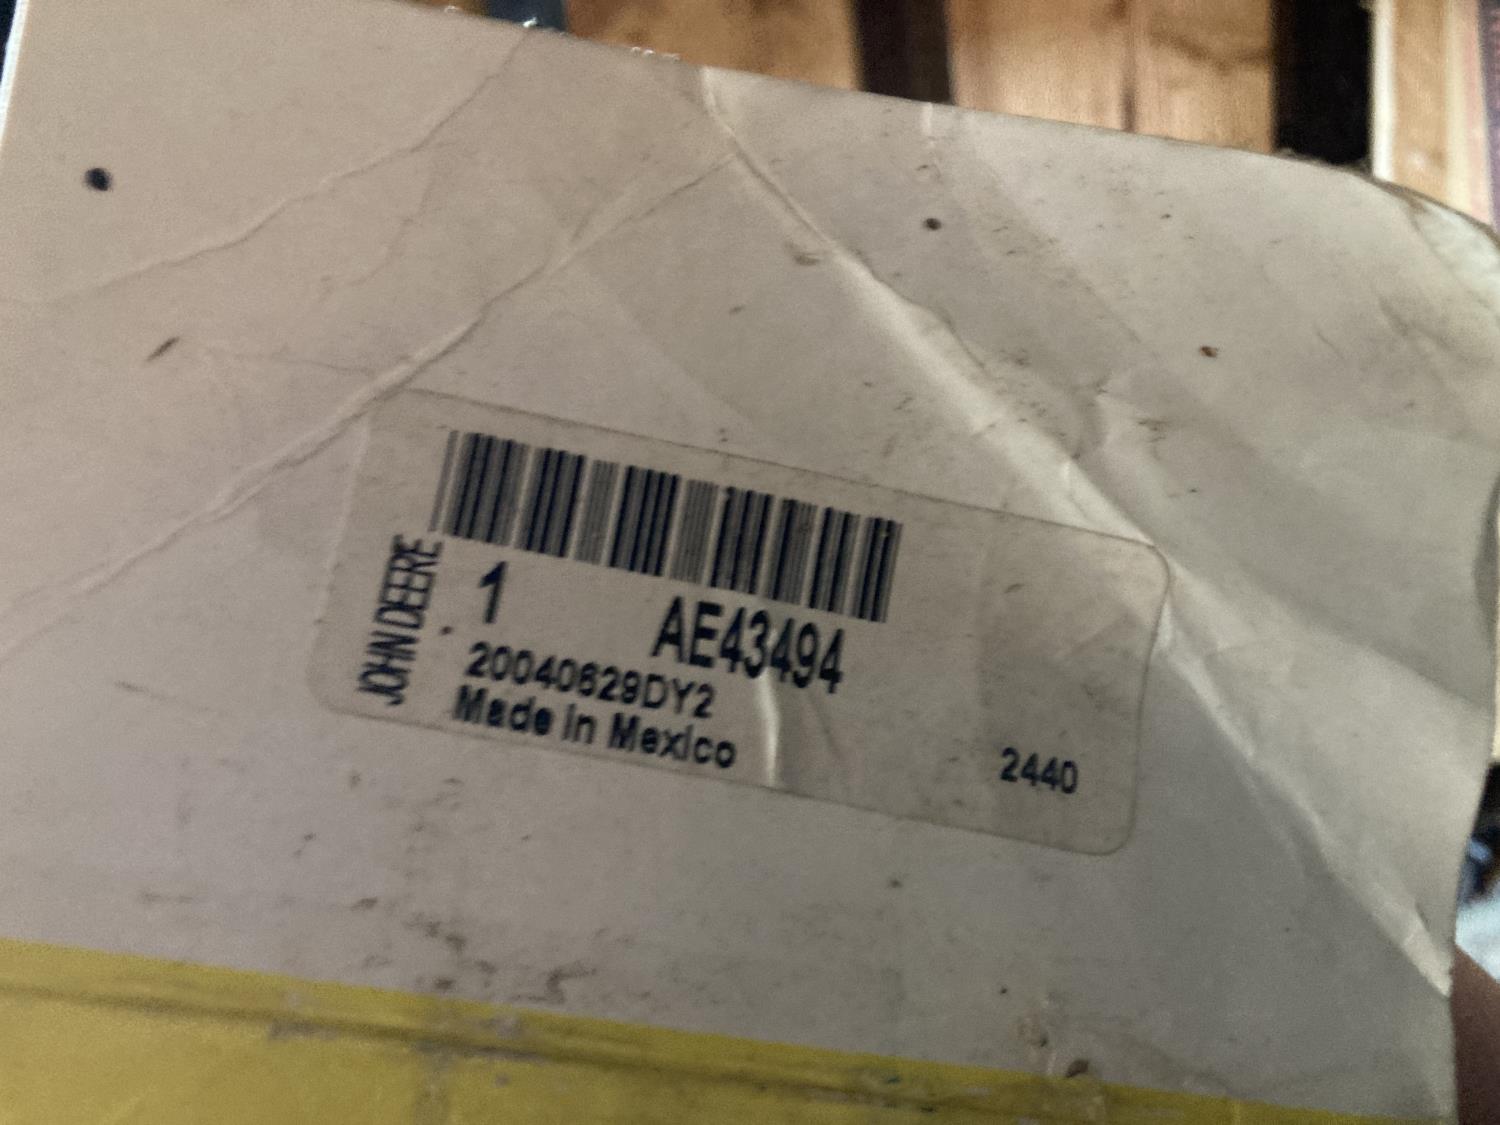 JOHN DEERE
1 AE43494
20040629DY2
Made in Mexico
2440